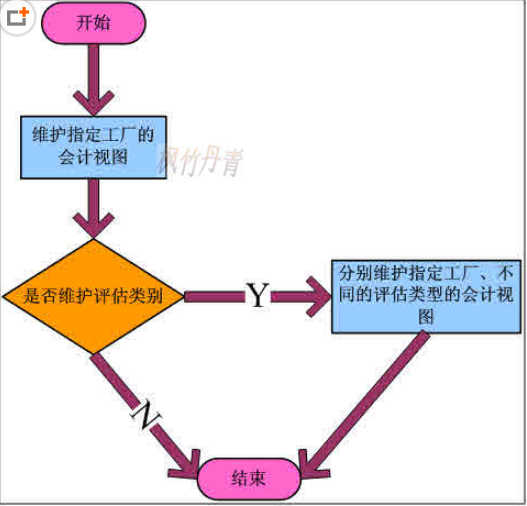 开始
维护指定工厂的
会计视图
枫竹丹青
是否维护评估类别
Y
分别维护指定工厂、不
同的评估类型的会计视
图
N
结束